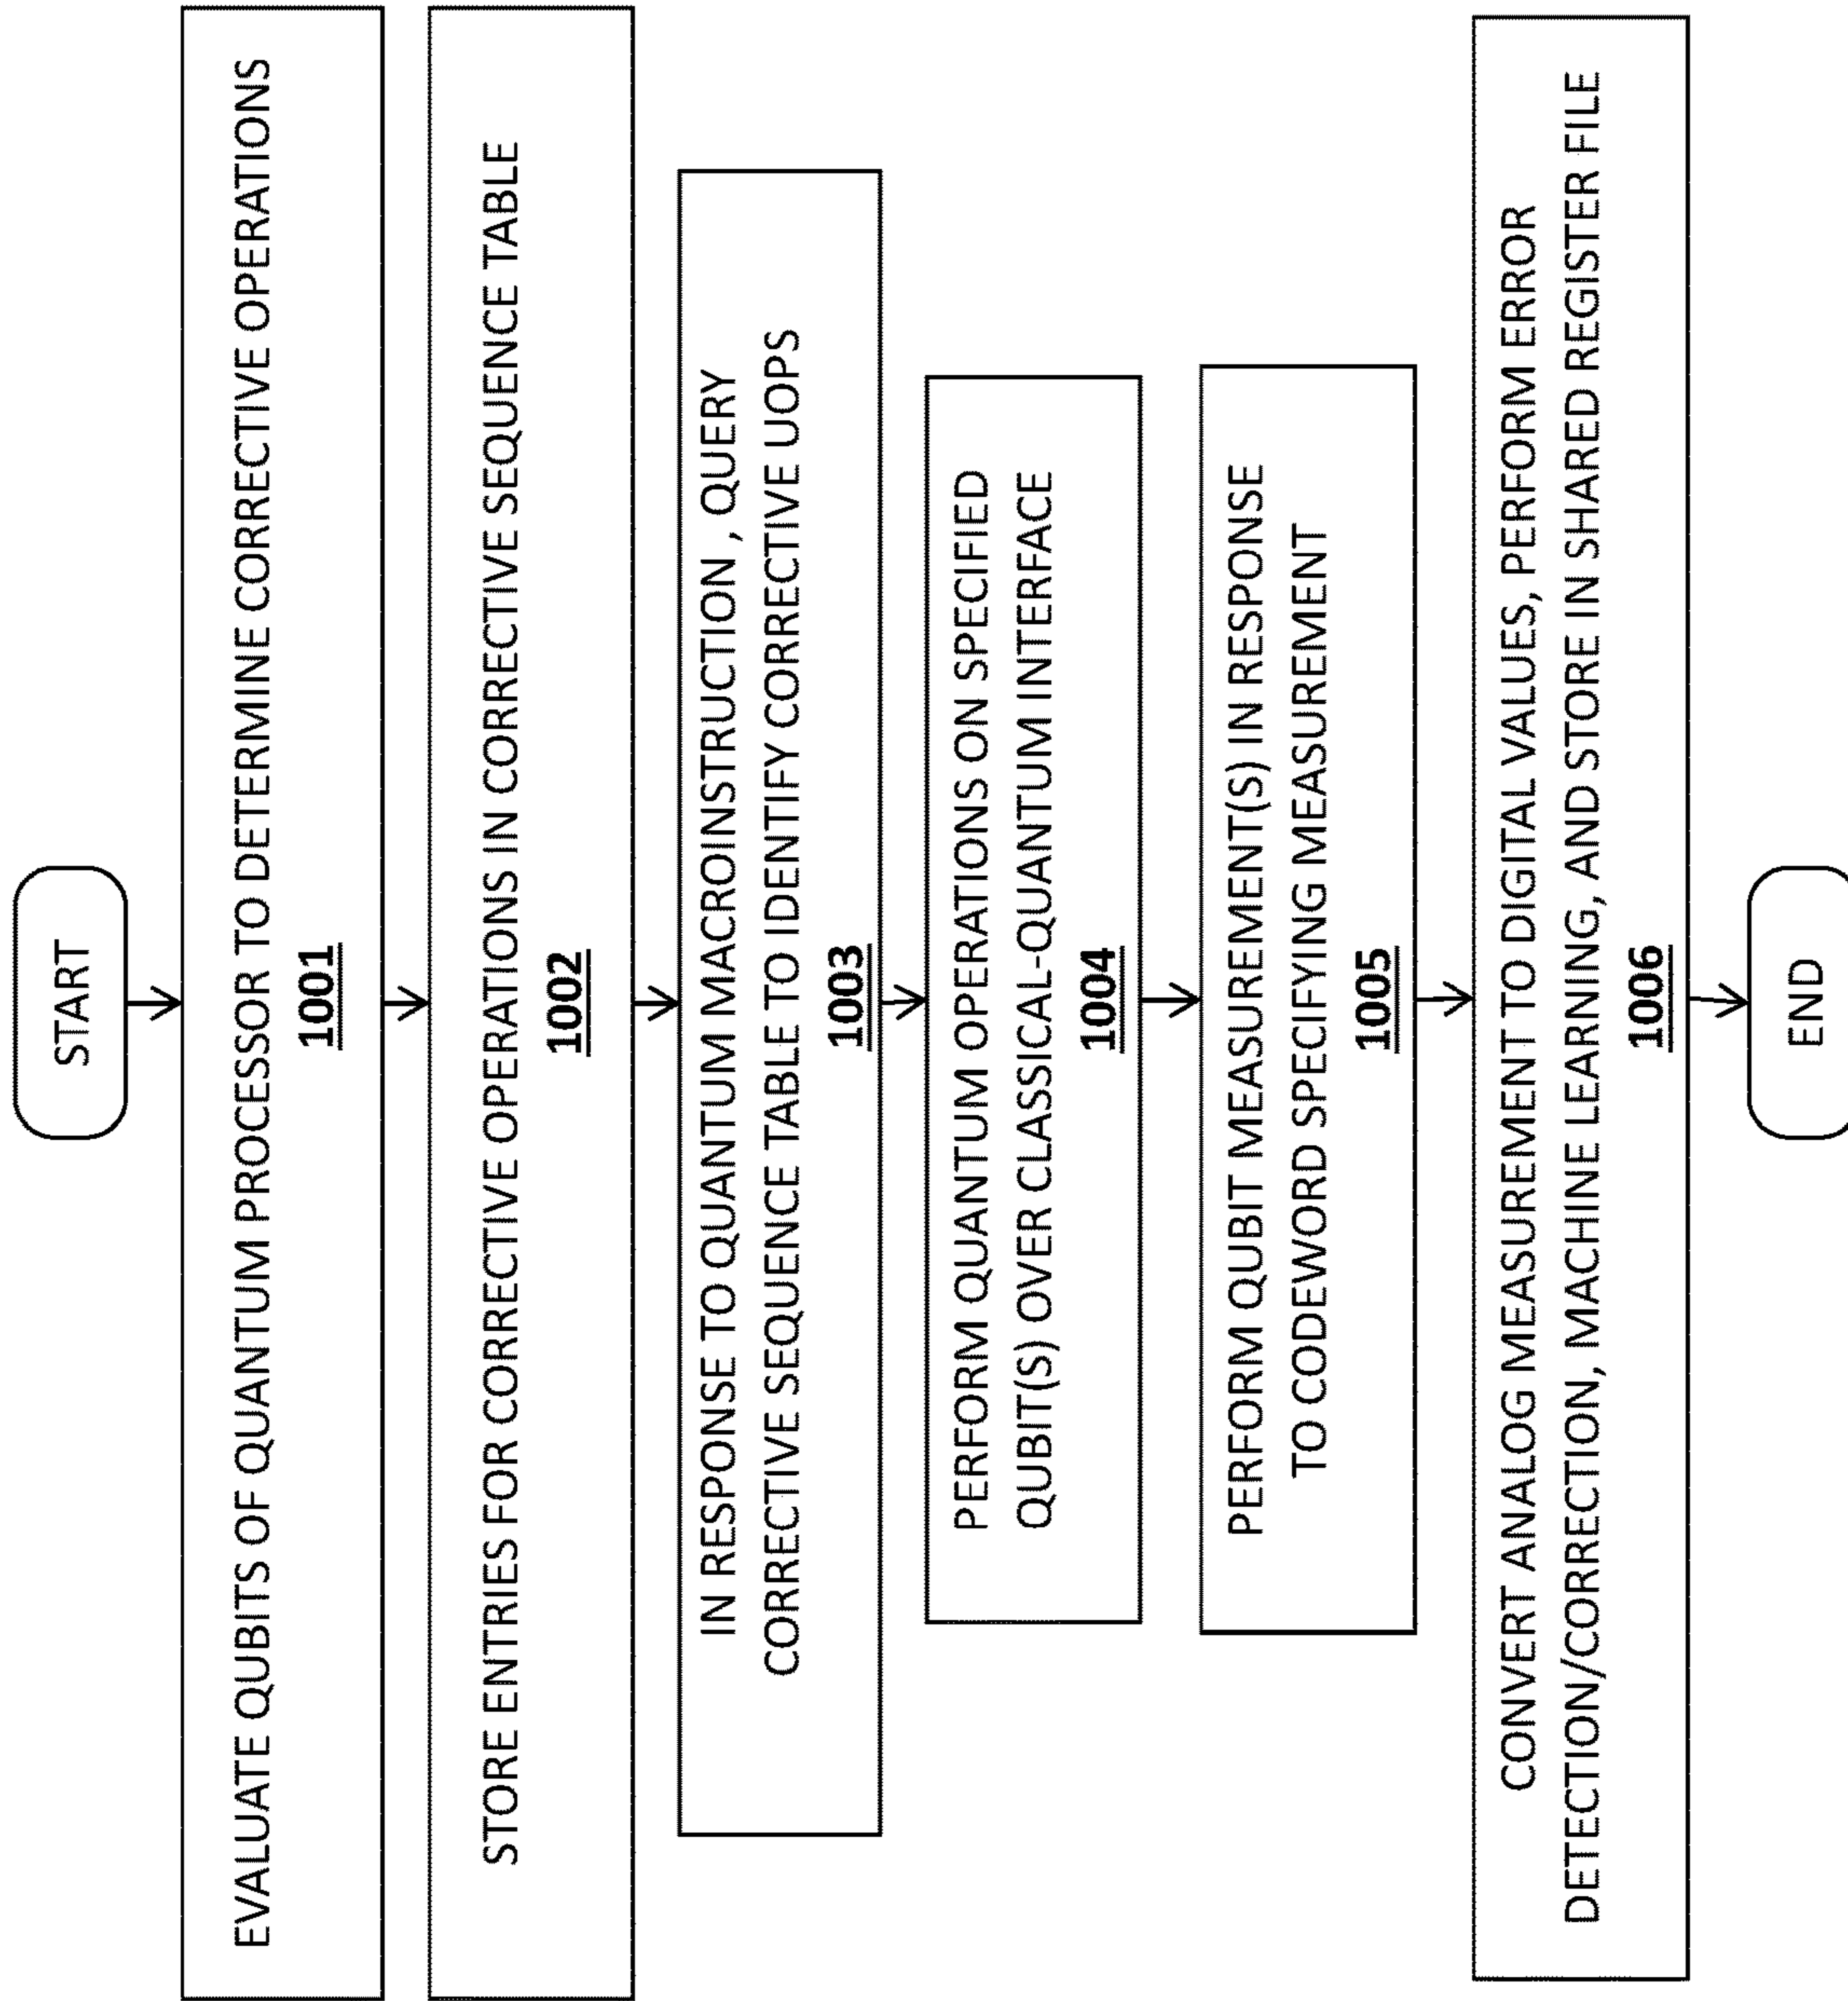 START
EVALUATE QUBITS OF QUANTUM PROCESSOR TO DETERMINE CORRECTIVE OPERATIONS
1001
STORE ENTRIES FOR CORRECTIVE OPERATIONS IN CORRECTIVE SEQUENCE TABLE
1002
IN RESPONSE TO QUANTUM MACROINSTRUCTION , QUERY
CORRECTIVE SEQUENCE TABLE TO IDENTIFY CORRECTIVE UOPS
1003
PERFORM QUANTUM OPERATIONS ON SPECIFIED
QUBIT(S) OVER CLASSICAL-QUANTUM INTERFACE
1004
PERFORM QUBIT MEASUREMENT(S) IN RESPONSE
TO CODEWORD SPECIFYING MEASUREMENT
1005
CONVERT ANALOG MEASUREMENT TO DIGITAL VALUES, PERFORM ERROR
DETECTION/CORRECTION, MACHINE LEARNING, AND STORE IN SHARED REGISTER FILE
1006
END